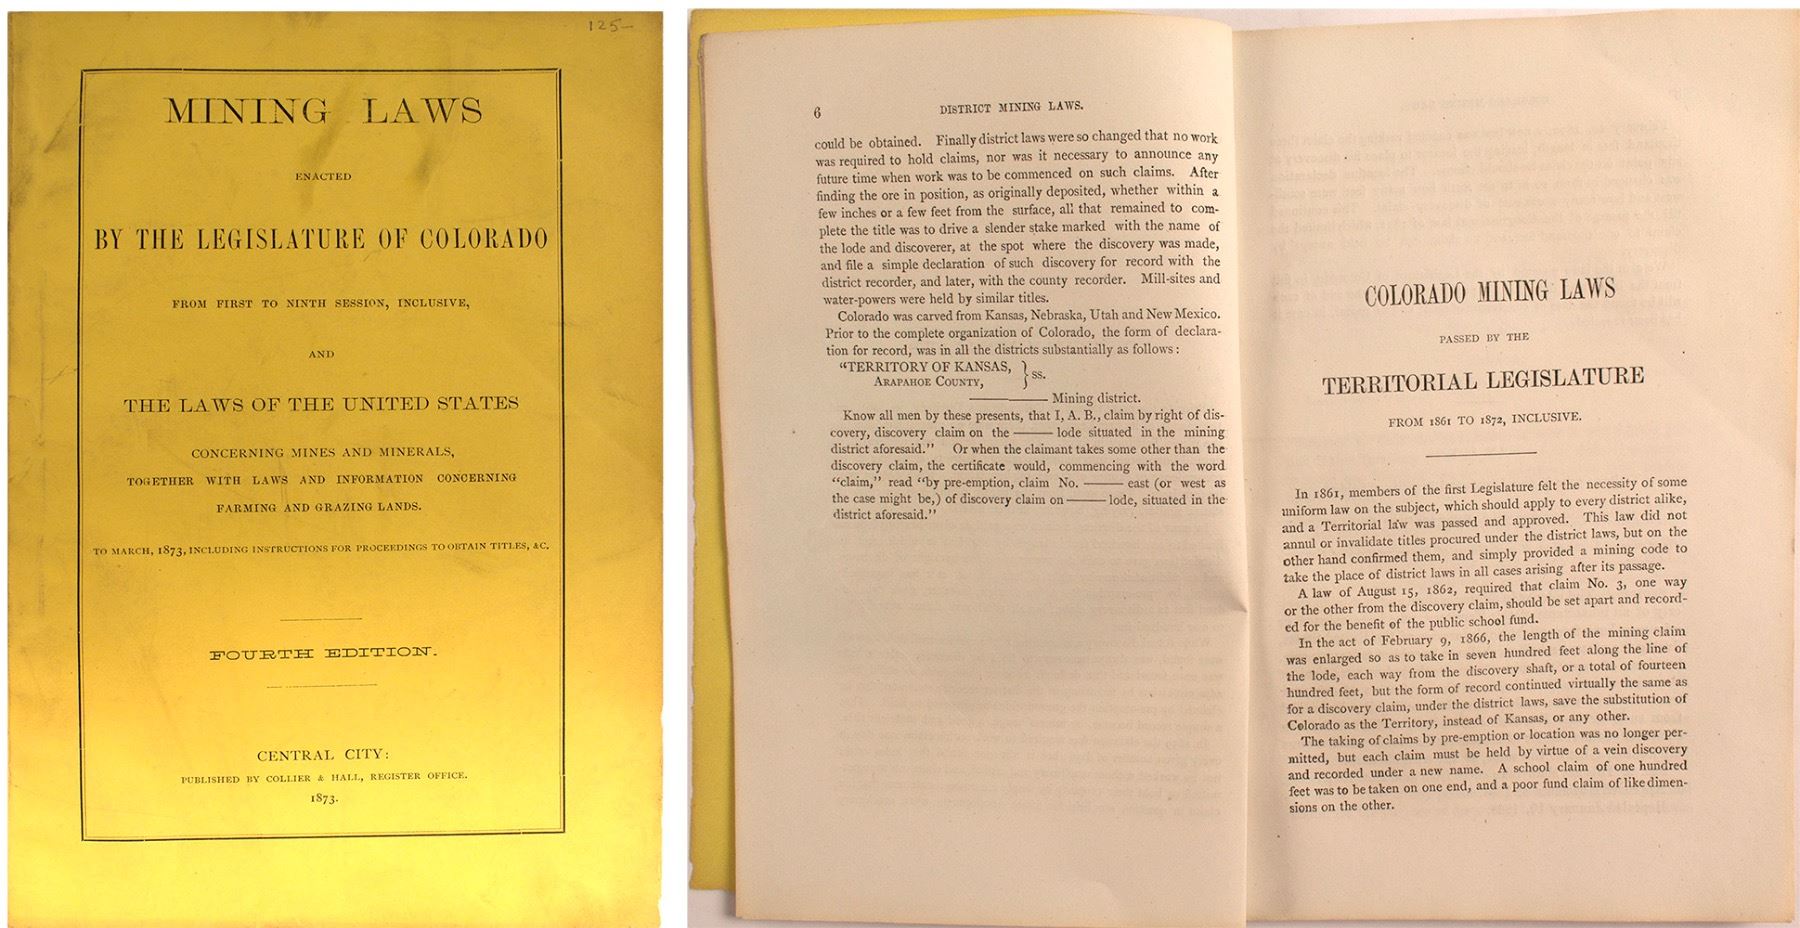 125-
MINING LAWS
ENACTED
BY THE LEGISLATURE OF COLORADO
FROM FIRST TO NINTH SESSION, INCLUSIVE,
AND
THE LAWS OF THE UNITED STATES
CONCERNING MINES AND MINERALS,
TOGETHER WITH LAWS AND INFORMATION CONCERNING
FARMING AND GRAZING LANDS.
TO MARCH, 1873, INCLUDING INSTRUCTIONS FOR PROCEEDINGS TO OBTAIN TITLES, &C.
FOURTH EDITION.
CENTRAL CITY:
PUBLISHED BY COLLIER & HALL, REGISTER OFFICE.
1873.
6 DISTRICT MINING LAWS.
could be obtained. Finally district laws were so changed that no work
was required to hold claims, nor was it necessary to announce any
future time when work was to be commenced on such claims. After
finding the ore in position, as originally deposited, whether within a
few inches or a few feet from the surface, all that remained to com-
plete the title was to drive a slender stake marked with the name of
the lode and discoverer, at the spot where the discovery was made,
and file a simple declaration of such discovery for record with the
district recorder, and later, with the county recorder. Mill-sites and
water-powers were held by similar titles.
Colorado was carved from Kansas, Nebraska, Utah and New Mexico.
Prior to the complete organization of Colorado, the form of declara-
tion for record, was in all the districts substantially as follows:
"TERRITORY OF KANSAS, } ss.
ARAPAHOE COUNTY,
——— Mining district.
Know all men by these presents, that I, A. B., claim by right of dis-
covery, discovery claim on the ——— lode situated in the mining
district aforesaid." Or when the claimant takes some other than the
discovery claim, the certificate would, commencing with the word
"claim," read "by pre-emption, claim No. ——— east (or west as
the case might be,) of discovery claim on ——— lode, situated in the
district aforesaid."
COLORADO MINING LAWS
PASSED BY THE
TERRITORIAL LEGISLATURE
FROM 1861 TO 1872, INCLUSIVE.
In 1861, members of the first Legislature felt the necessity of some
uniform law on the subject, which should apply to every district alike,
and a Territorial law was passed and approved. This law did not
annul or invalidate titles procured under the district laws, but on the
other hand confirmed them, and simply provided a mining code to
take the place of district laws in all cases arising after its passage.
A law of August 15, 1862, required that claim No. 3, one way
or the other from the discovery claim, should be set apart and record-
ed for the benefit of the public school fund.
In the act of February 9, 1866, the length of the mining claim
was enlarged so as to take in seven hundred feet along the line of
the lode, each way from the discovery shaft, or a total of fourteen
hundred feet, but the form of record continued virtually the same as
for a discovery claim, under the district laws, save the substitution of
Colorado as the Territory, instead of Kansas, or any other.
The taking of claims by pre-emption or location was no longer per-
mitted, but each claim must be held by virtue of a vein discovery
and recorded under a new name. A school claim of one hundred
feet was to be taken on one end, and a poor fund claim of like dimen-
sions on the other.